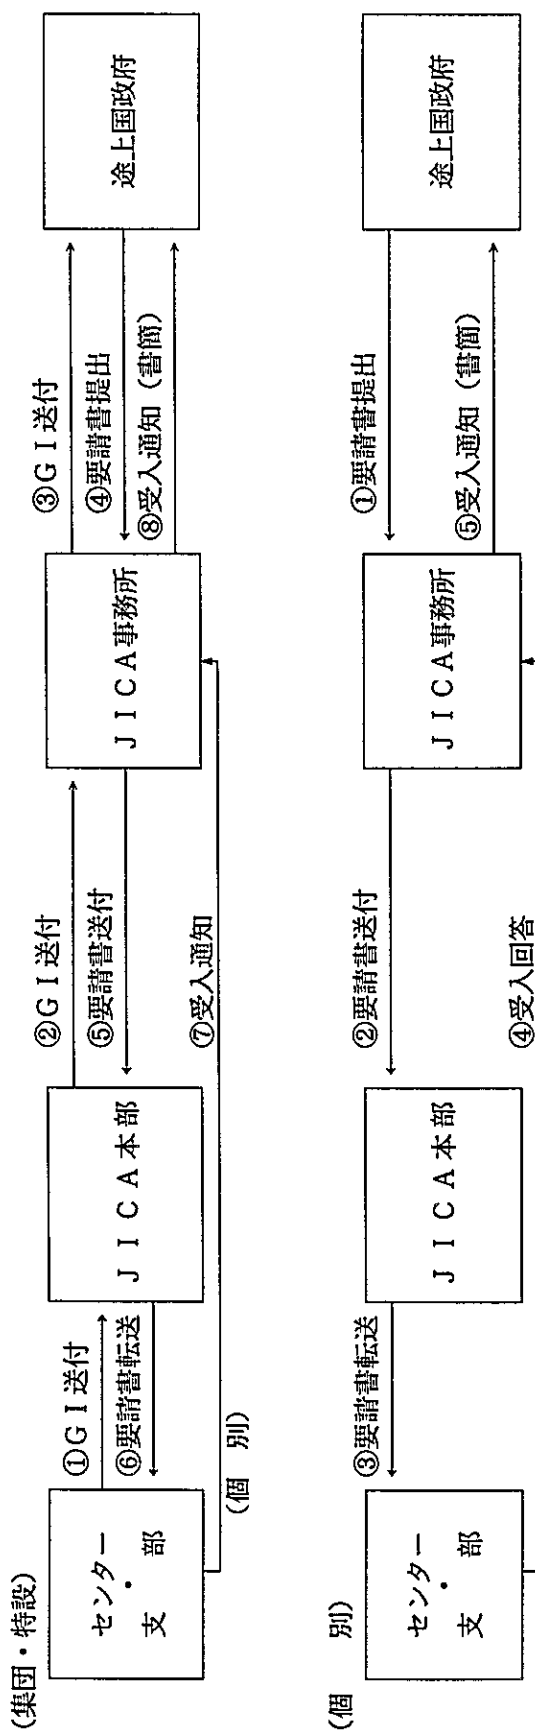 (集団・特設)
センター
・
支 部
①GI送付
⑥要請書転送
JICA本部
②GI送付
⑤要請書送付
⑦受入通知
JICA事務所
③GI送付
④要請書提出
⑧受入通知(書簡)
途上国政府
(個 別)
(個 別)
センター
・
支 部
③要請書転送
JICA本部
②要請書送付
④受入回答
JICA事務所
①要請書提出
⑤受入通知(書簡)
途上国政府